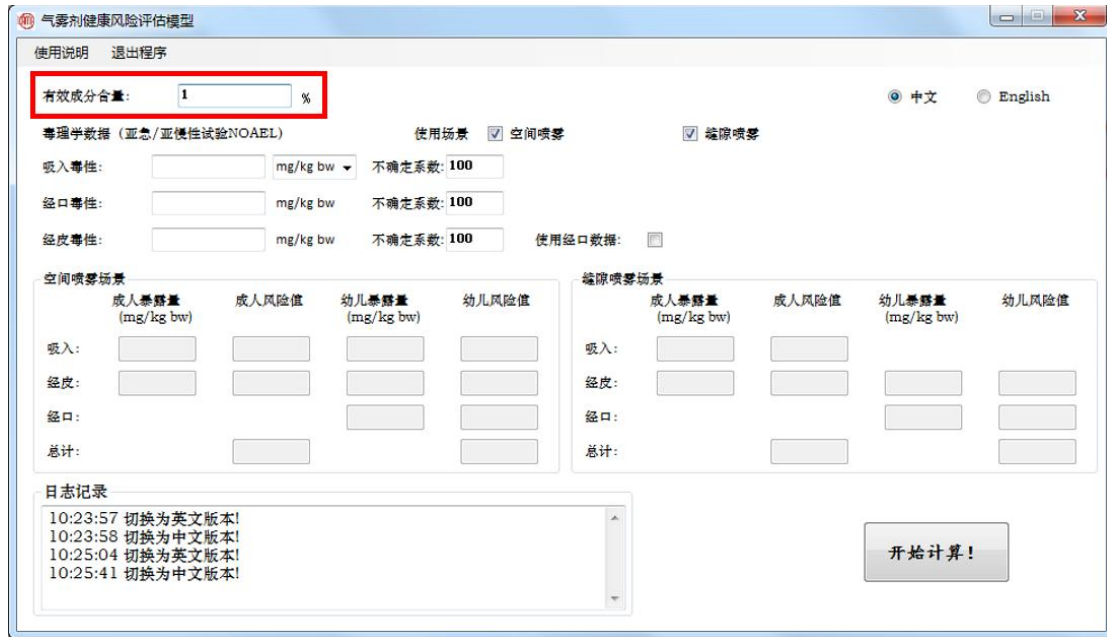 气雾剂健康风险评估模型
使用说明 退出程序
有效成分含量: 1 % 中文 English
毒理学数据 (亚急/亚慢性试验NOAEL) 使用场景 空间喷雾 缝隙喷雾
吸入毒性: mg/kg bw 不确定系数: 100
经口毒性: mg/kg bw 不确定系数: 100
经皮毒性: mg/kg bw 不确定系数: 100 使用经口数据:
空间喷雾场景 缝隙喷雾场景
成人暴露量 成人风险值 幼儿暴露量 幼儿风险值 成人暴露量 成人风险值 幼儿暴露量 幼儿风险值
(mg/kg bw) (mg/kg bw) (mg/kg bw) (mg/kg bw)
吸入: 吸入:
经皮: 经皮:
经口: 经口:
总计: 总计:
日志记录
10:23:57 切换为英文版本!
10:23:58 切换为中文版本!
10:25:04 切换为英文版本!
10:25:41 切换为中文版本!
开始计算!